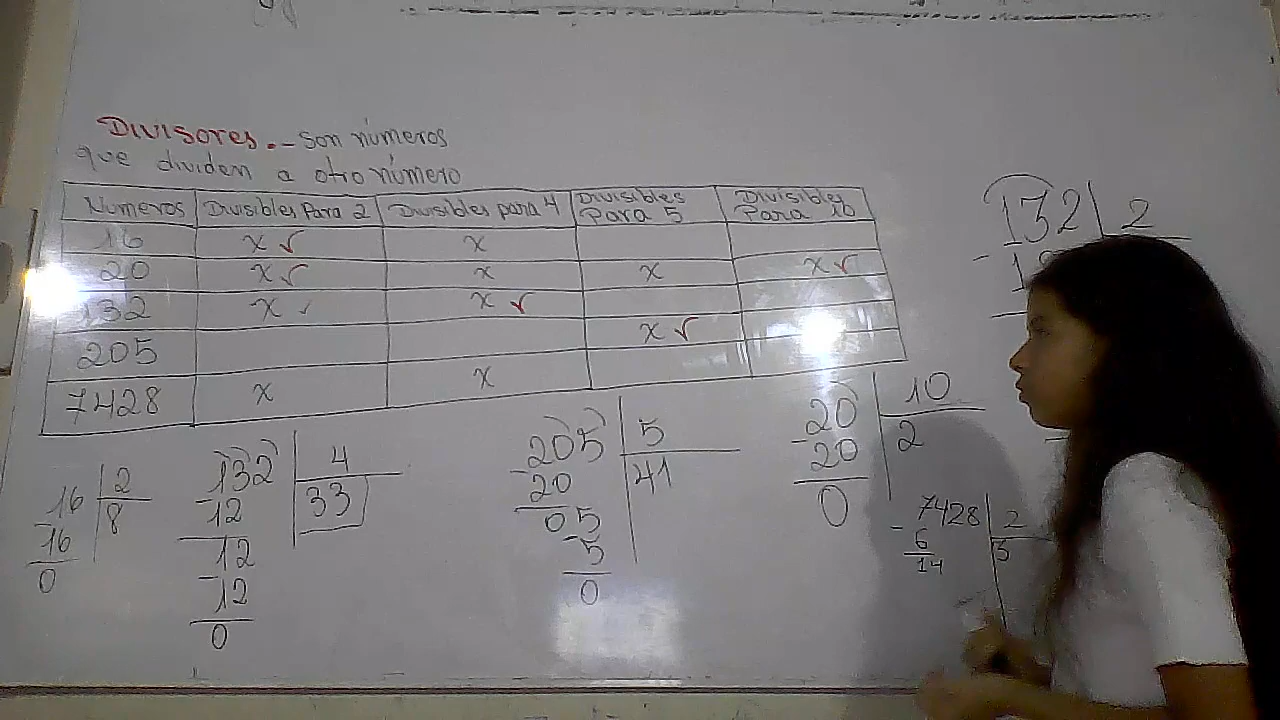 Divisores.- son números
que dividen a otro número
Números Divisibles para 2 Divisibles para 4 Divisibles para 5 Divisibles para 10
16 x ✓ x
20 x ✓ x x x ✓
132 x ✓ x ✓
205 x ✓
7428 x x
132 2
16 2
-16 8
0
132 4
-12 33
12
-12
0
205 5
-20 41
05
-5
0
20 10
-20 2
0
7428 2
-6 3
14